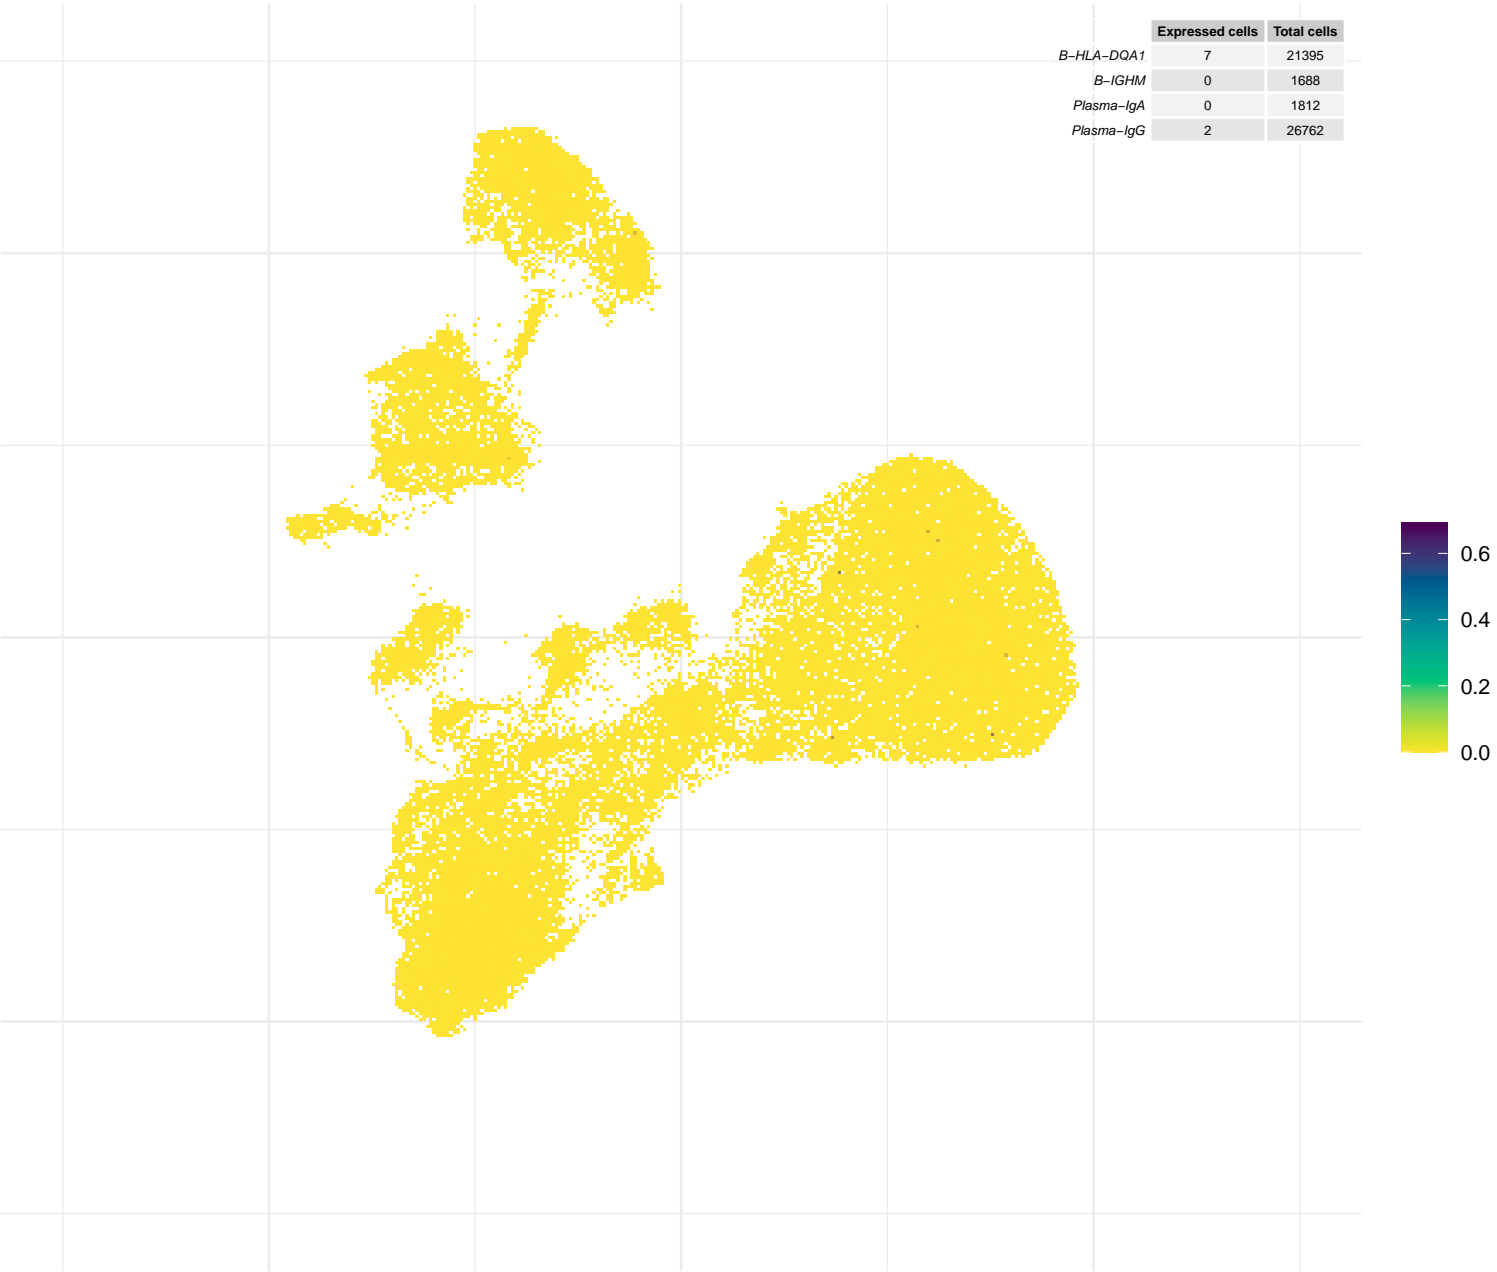 Expressed cells Total cells
B−HLA−DQA1 7 21395
B−IGHM 0 1688
Plasma−IgA 0 1812
Plasma−IgG 2 26762
0.6
0.4
0.2
0.0